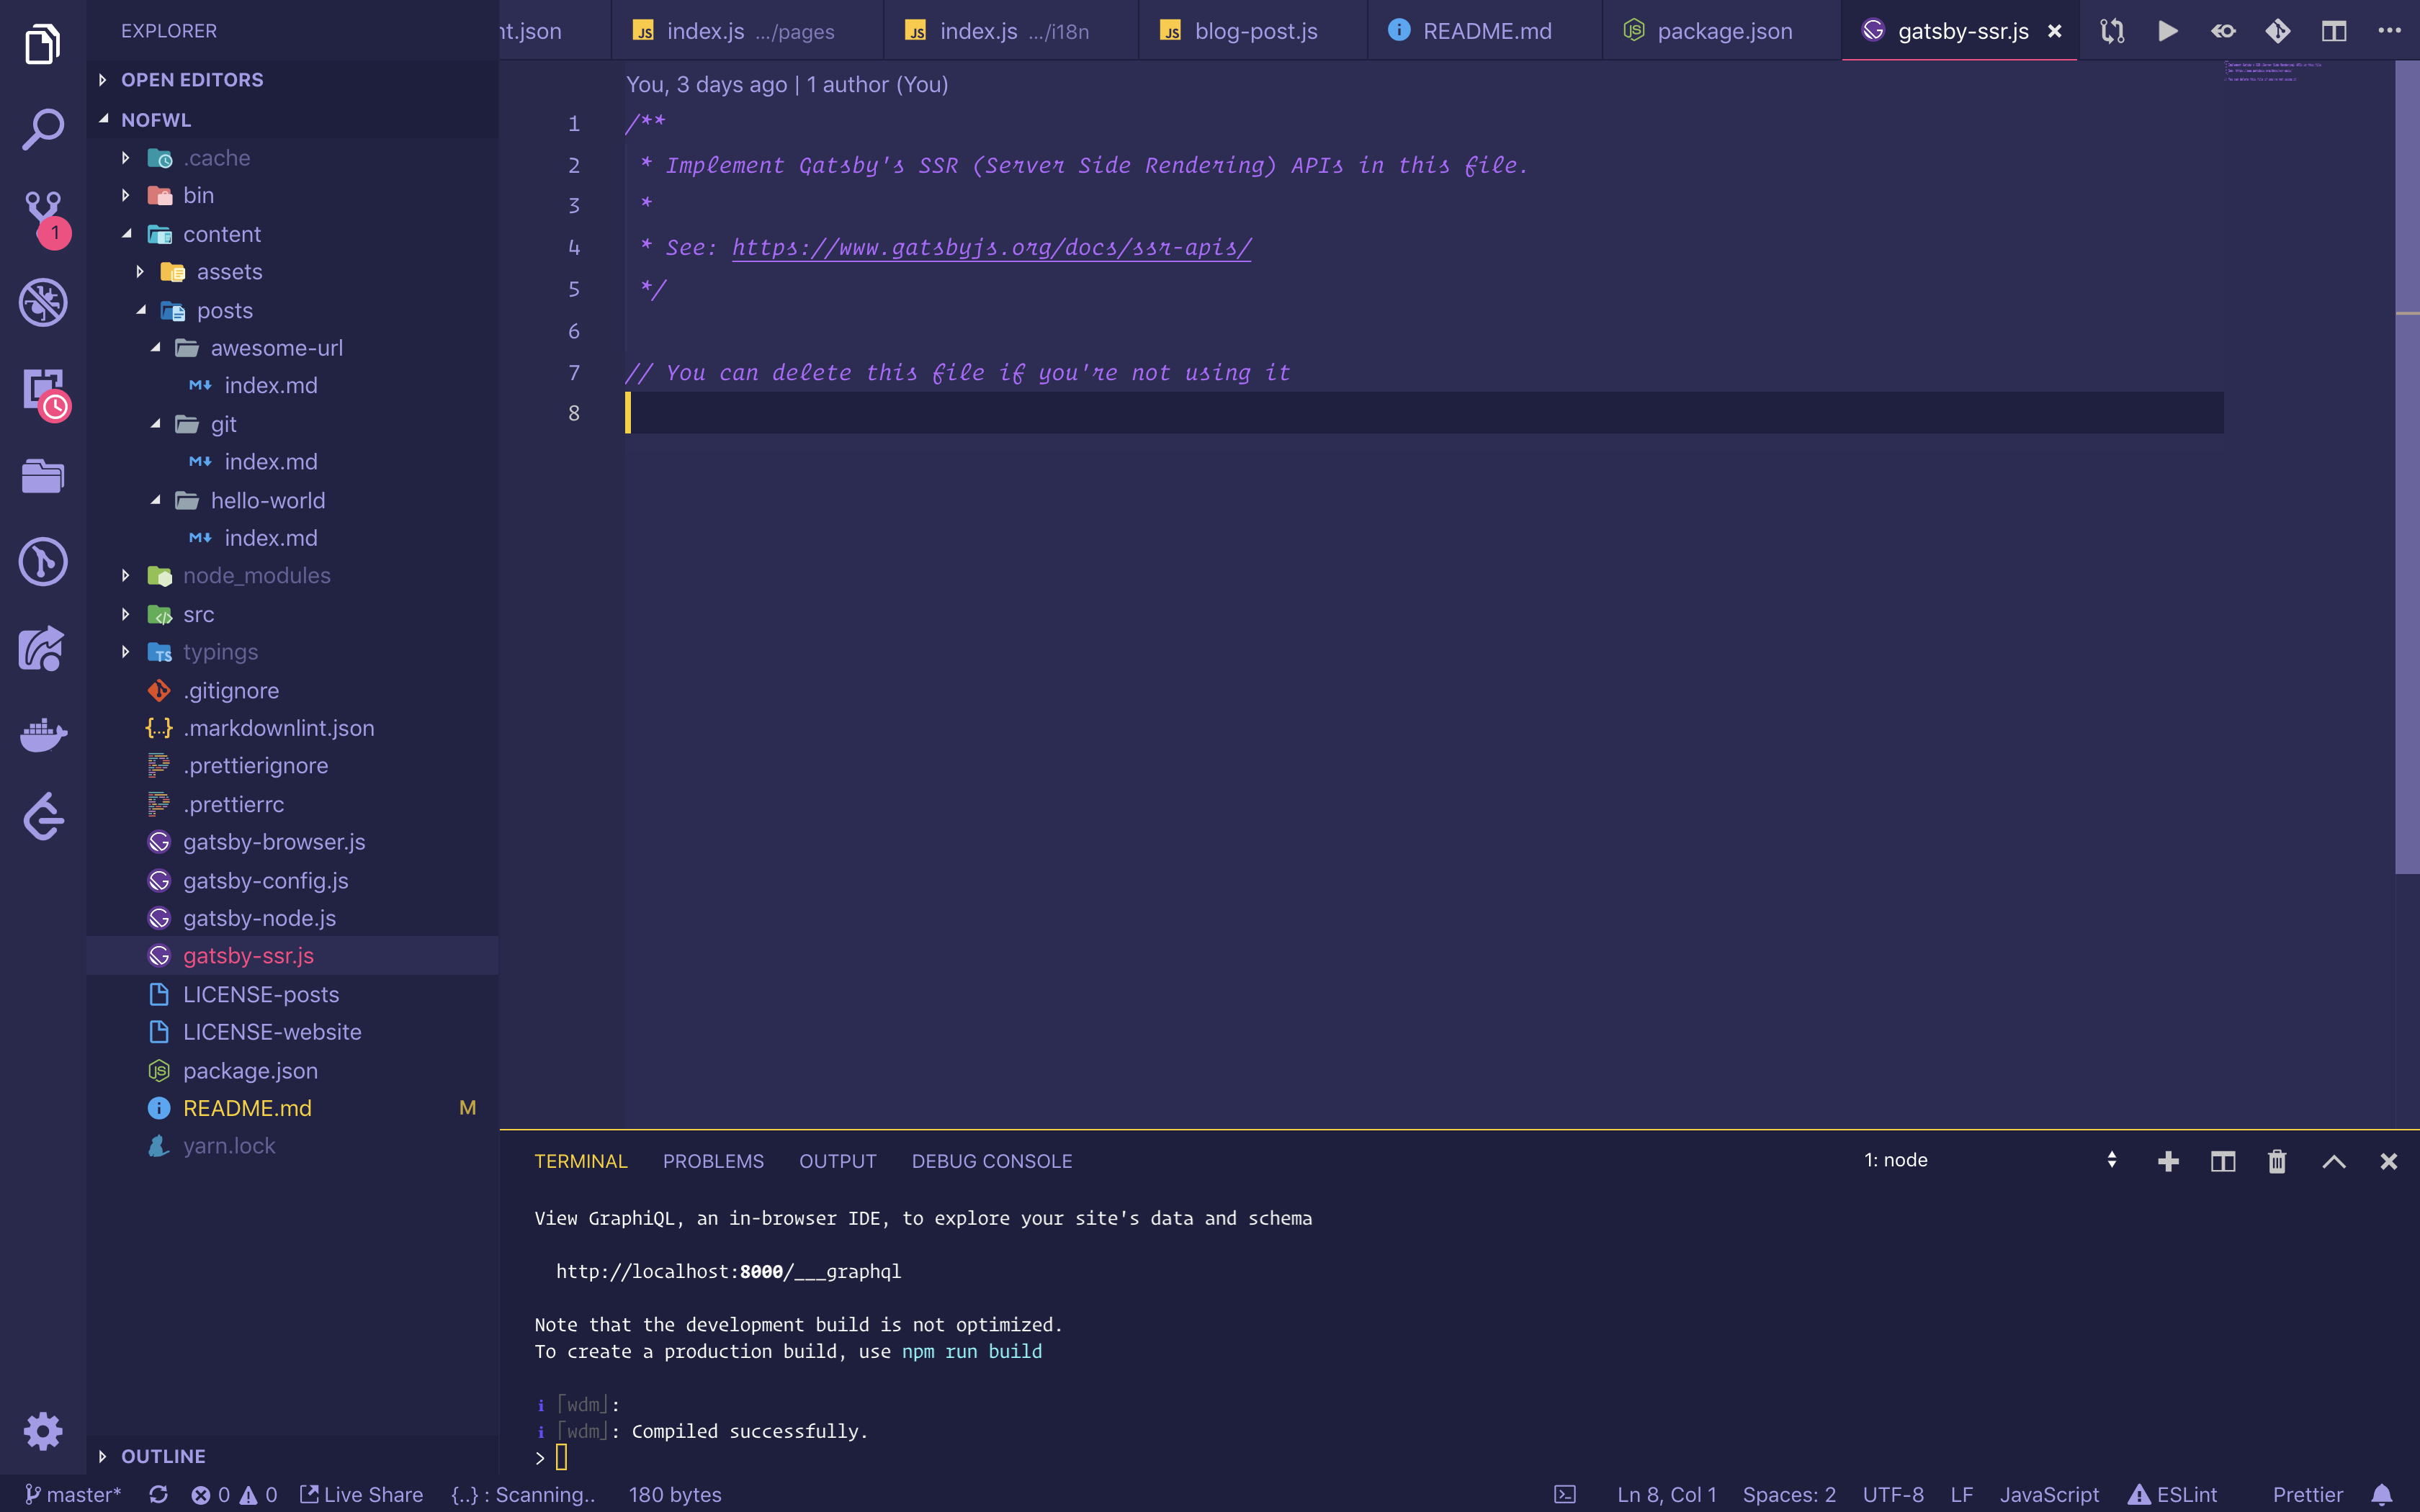 EXPLORER
OPEN EDITORS
NOFWL
.cache
bin
content
assets
posts
awesome-url
index.md
git
index.md
hello-world
index.md
node_modules
src
typings
.gitignore
.markdownlint.json
.prettierignore
.prettierrc
gatsby-browser.js
gatsby-config.js
gatsby-node.js
gatsby-ssr.js
LICENSE-posts
LICENSE-website
package.json
README.md M
yarn.lock
OUTLINE
1
nt.json index.js .../pages index.js .../i18n blog-post.js README.md package.json gatsby-ssr.js
You, 3 days ago | 1 author (You)
1 /**
2 * Implement Gatsby's SSR (Server Side Rendering) APIs in this file.
3 *
4 * See: https://www.gatsbyjs.org/docs/ssr-apis/
5 */
6
7 // You can delete this file if you're not using it
8
TERMINAL PROBLEMS OUTPUT DEBUG CONSOLE 1: node
View GraphiQL, an in-browser IDE, to explore your site's data and schema
http://localhost:8000/___graphql
Note that the development build is not optimized.
To create a production build, use npm run build
i ｢wdm｣:
i ｢wdm｣: Compiled successfully.
>
master* 0 0 Live Share {..} : Scanning.. 180 bytes Ln 8, Col 1 Spaces: 2 UTF-8 LF JavaScript ESLint Prettier